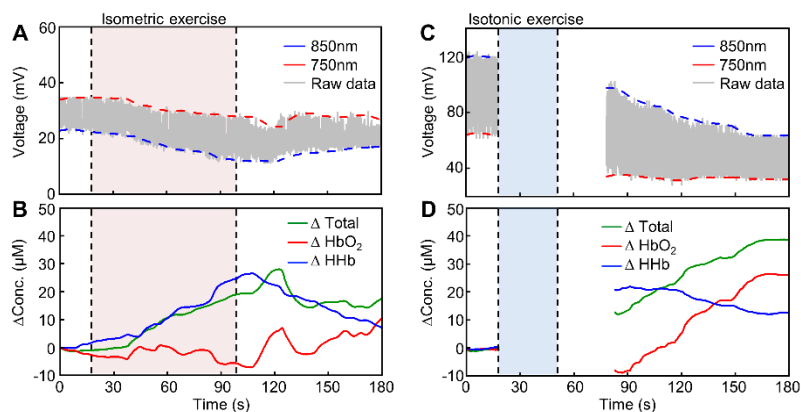 Isometric exercise
A
60
40
20
0
Voltage (mV)
850nm
750nm
Raw data
B
50
40
30
20
10
0
-10
ΔConc. (μM)
Δ Total
Δ HbO₂
Δ HHb
0 30 60 90 120 150 180
Time (s)
Isotonic exercise
C
160
120
80
40
Voltage (mV)
850nm
750nm
Raw data
D
50
40
30
20
10
0
-10
ΔConc. (μM)
Δ Total
Δ HbO₂
Δ HHb
0 30 60 90 120 150 180
Time (s)